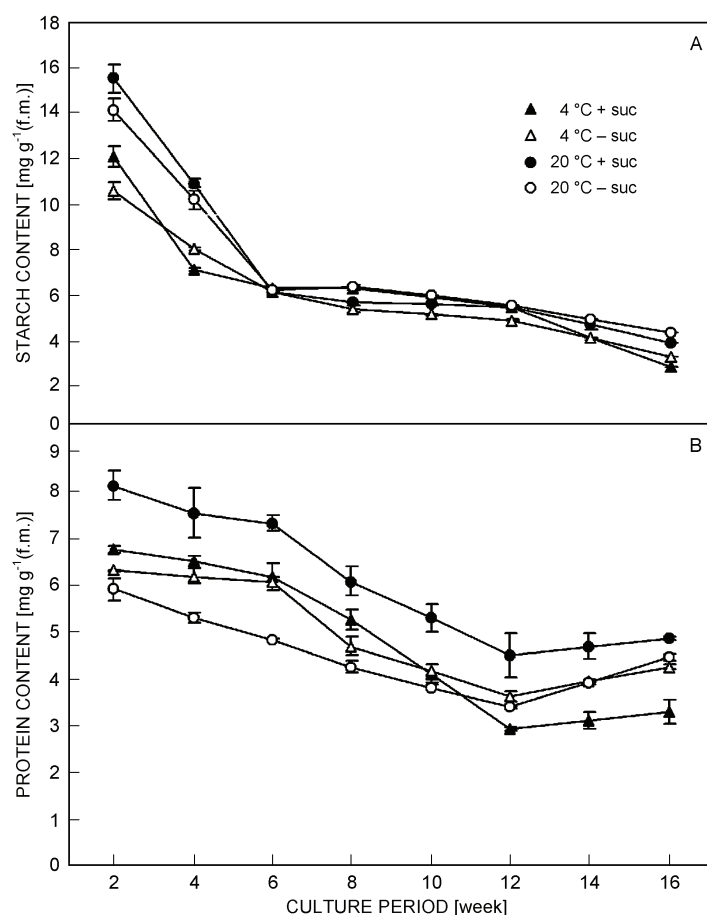 A
18
16
14
12
10
8
6
4
2
0
STARCH CONTENT [mg g⁻¹(f.m.)]
4 °C + suc
4 °C – suc
20 °C + suc
20 °C – suc
B
9
8
7
6
5
4
3
2
1
0
PROTEIN CONTENT [mg g⁻¹(f.m.)]
2 4 6 8 10 12 14 16
CULTURE PERIOD [week]